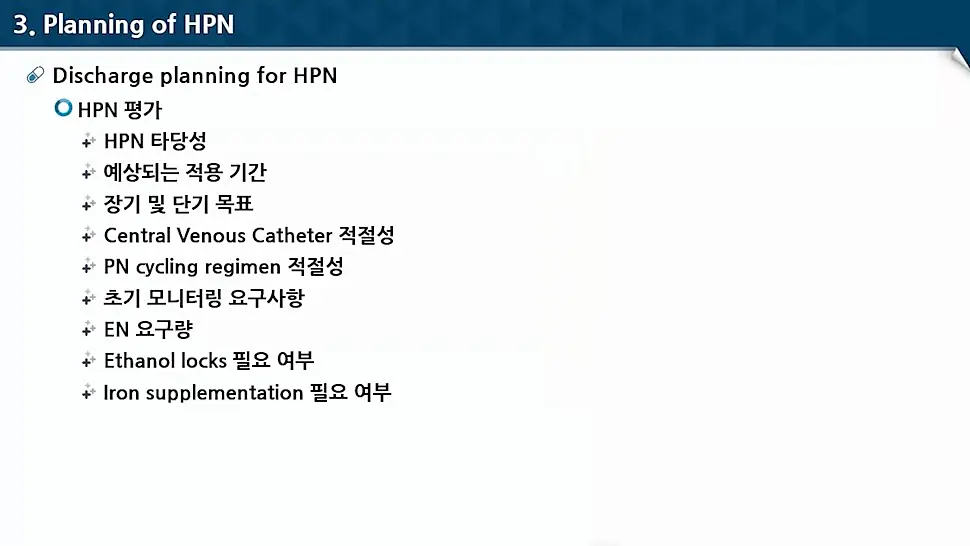 3. Planning of HPN
Discharge planning for HPN
HPN 평가
HPN 타당성
예상되는 적용 기간
장기 및 단기 목표
Central Venous Catheter 적절성
PN cycling regimen 적절성
초기 모니터링 요구사항
EN 요구량
Ethanol locks 필요 여부
Iron supplementation 필요 여부